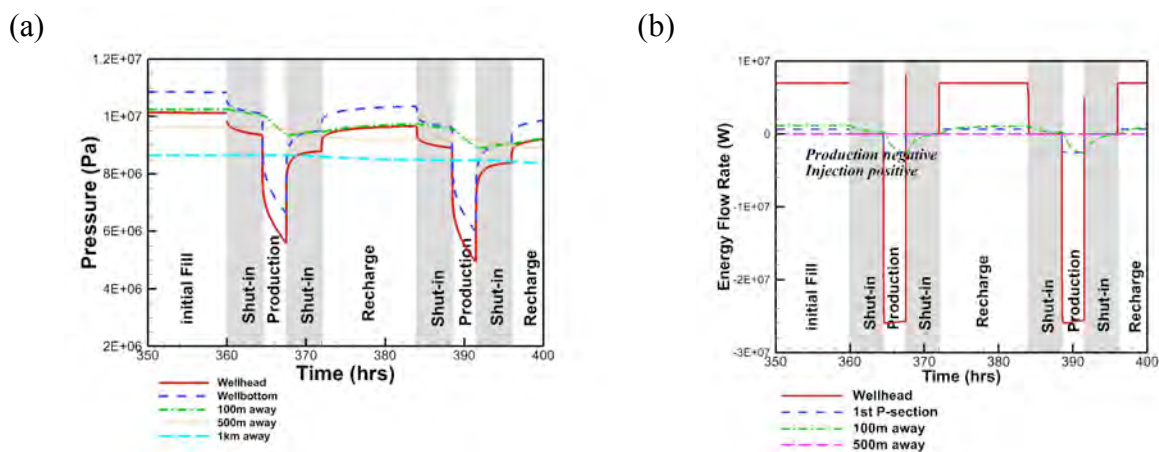 (a)
1.2E+07
1E+07
8E+06
6E+06
4E+06
2E+06
Pressure (Pa)
initial Fill
Shut-in
Production
Shut-in
Recharge
Shut-in
Production
Shut-in
Recharge
350
360
370
380
390
400
Time (hrs)
Wellhead
Wellbottom
100m away
500m away
1km away
(b)
1E+07
0
-1E+07
-2E+07
-3E+07
Energy Flow Rate (W)
Production negative
Injection positive
initial Fill
Shut-in
Production
Shut-in
Recharge
Shut-in
Production
Shut-in
Recharge
350
360
370
380
390
400
Time (hrs)
Wellhead
1st P-section
100m away
500m away